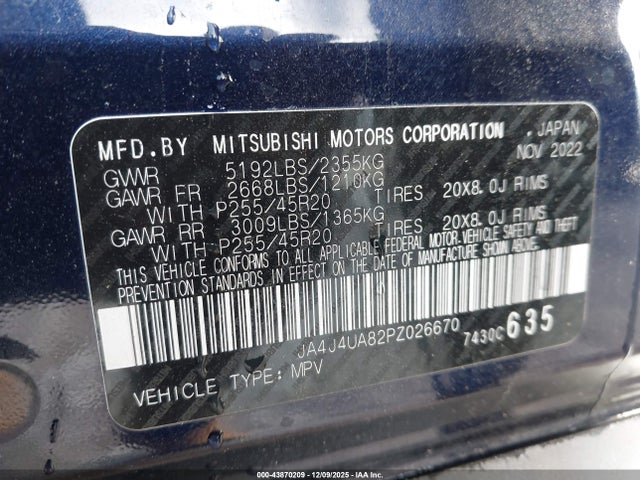 MFD.BY MITSUBISHI MOTORS CORPORATION , JAPAN
GVWR 5192LBS/2355KG NOV 2022
GAWR FR 2668LBS/1210KG TIRES 20X8.0J RIMS
WITH P255/45R20
GAWR RR 3009LBS/1365KG TIRES 20X8.0J RIMS
WITH P255/45R20
THIS VEHICLE CONFORMS TO ALL APPLICABLE FEDERAL MOTOR VEHICLE SAFETY AND THEFT
PREVENTION STANDARDS IN EFFECT ON THE DATE OF MANUFACTURE SHOWN ABOVE.
JA4J4UA82PZ026670 7430C635
VEHICLE TYPE: MPV
000-43870209 - 12/09/2025 - IAA Inc.